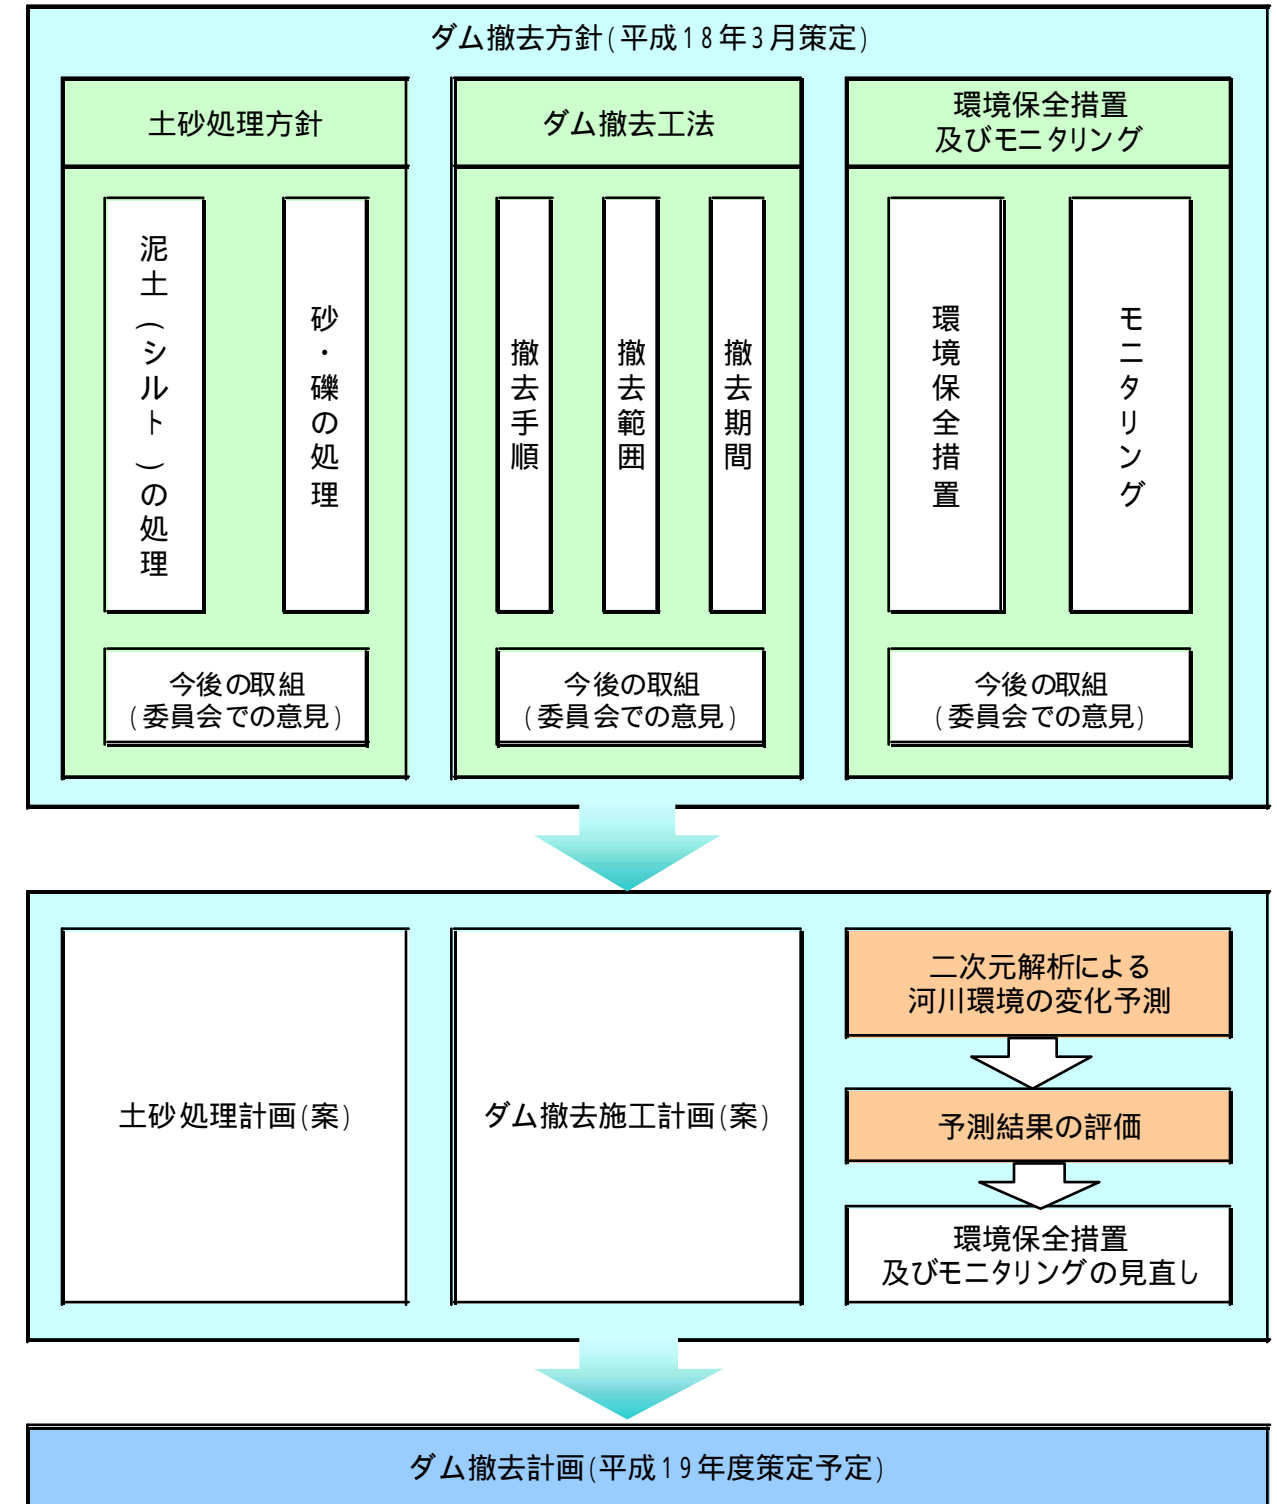 ダム撤去方針(平成18年3月策定)
土砂処理方針
泥土(シルト)の処理
砂・礫の処理
今後の取組
(委員会での意見)
ダム撤去工法
撤去手順
撤去範囲
撤去期間
今後の取組
(委員会での意見)
環境保全措置
及びモニタリング
環境保全措置
モニタリング
今後の取組
(委員会での意見)
土砂処理計画(案)
ダム撤去施工計画(案)
二次元解析による
河川環境の変化予測
予測結果の評価
環境保全措置
及びモニタリングの見直し
ダム撤去計画(平成19年度策定予定)